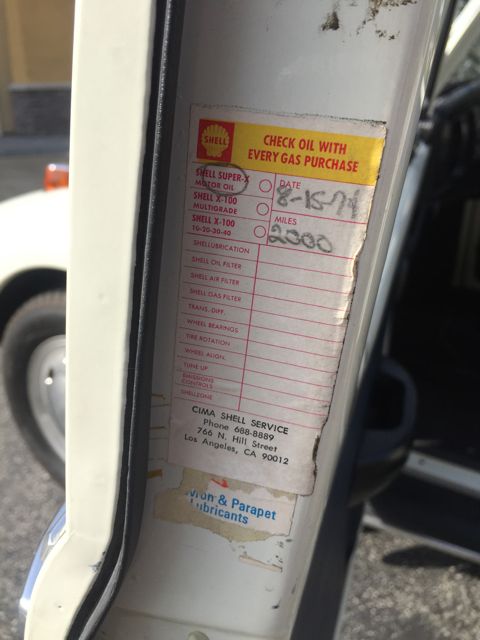 SHELL
CHECK OIL WITH
EVERY GAS PURCHASE
SHELL SUPER-X
MOTOR OIL
DATE
8-15-74
SHELL X-100
MULTIGRADE
MILES
2000
SHELL X-100
10-20-30-40
SHELLUBRICATION
SHELL OIL FILTER
SHELL AIR FILTER
SHELL GAS FILTER
TRANS. DIFF.
WHEEL BEARINGS
TIRE ROTATION
WHEEL ALIGN.
TUNE UP
EMISSIONS
CONTROLS
SHELLZONE
CIMA SHELL SERVICE
Phone 688-8889
766 N. Hill Street
Los Angeles, CA 90012
& Parapet
Lubricants